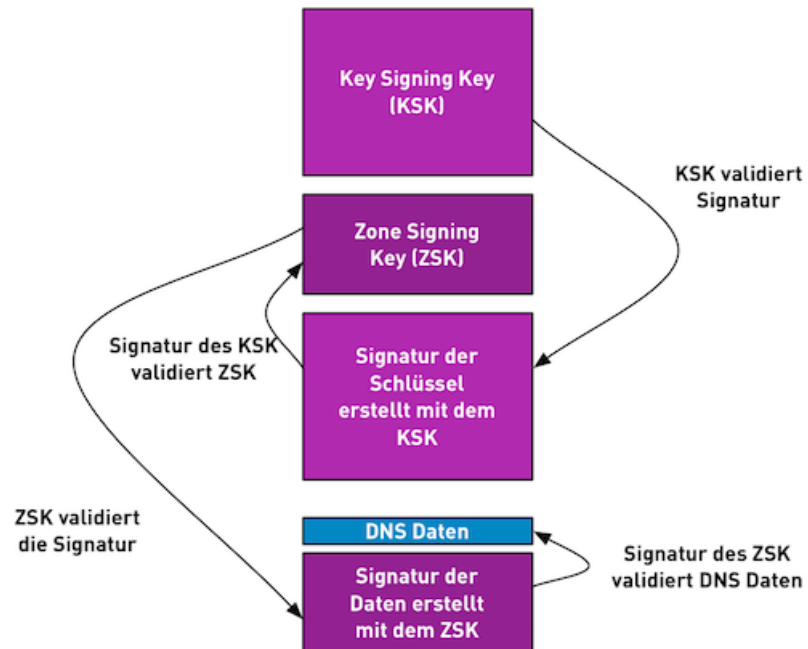 Key Signing Key
(KSK)
KSK validiert
Signatur
Zone Signing
Key (ZSK)
Signatur des KSK
validiert ZSK
Signatur der
Schlüssel
erstellt mit dem
KSK
ZSK validiert
die Signatur
DNS Daten
Signatur des ZSK
validiert DNS Daten
Signatur der
Daten erstellt
mit dem ZSK